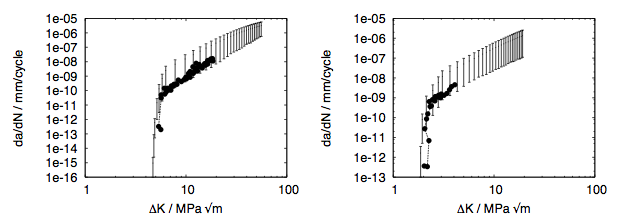 1e-05
1e-06
1e-07
1e-08
1e-09
1e-10
1e-11
1e-12
1e-13
1e-14
1e-15
1e-16
da/dN / mm/cycle
1 10 100
ΔK / MPa √m
1e-05
1e-06
1e-07
1e-08
1e-09
1e-10
1e-11
1e-12
1e-13
da/dN / mm/cycle
1 10 100
ΔK / MPa √m